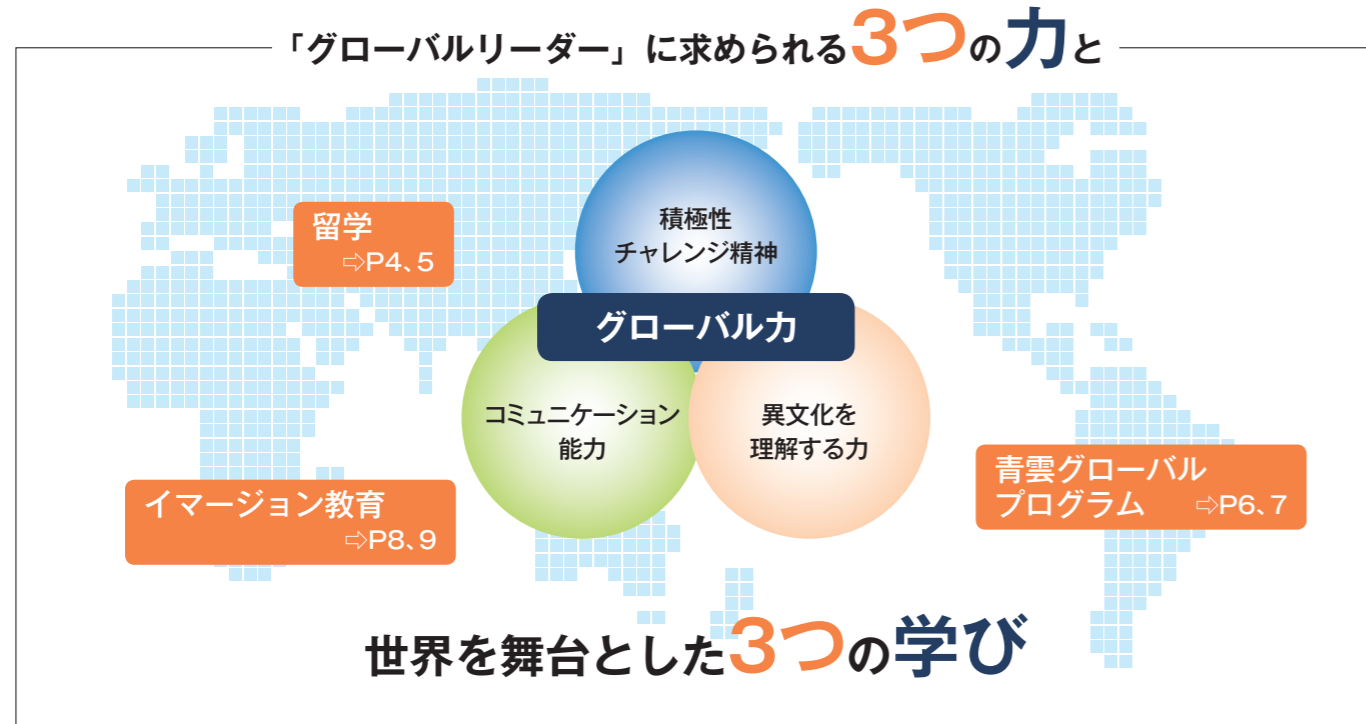 「グローバルリーダー」に求められる3つの力と
留学
⇨P4、5
積極性
チャレンジ精神
グローバル力
コミュニケーション
能力
異文化を
理解する力
イマージョン教育
⇨P8、9
青雲グローバル
プログラム ⇨P6、7
世界を舞台とした3つの学び